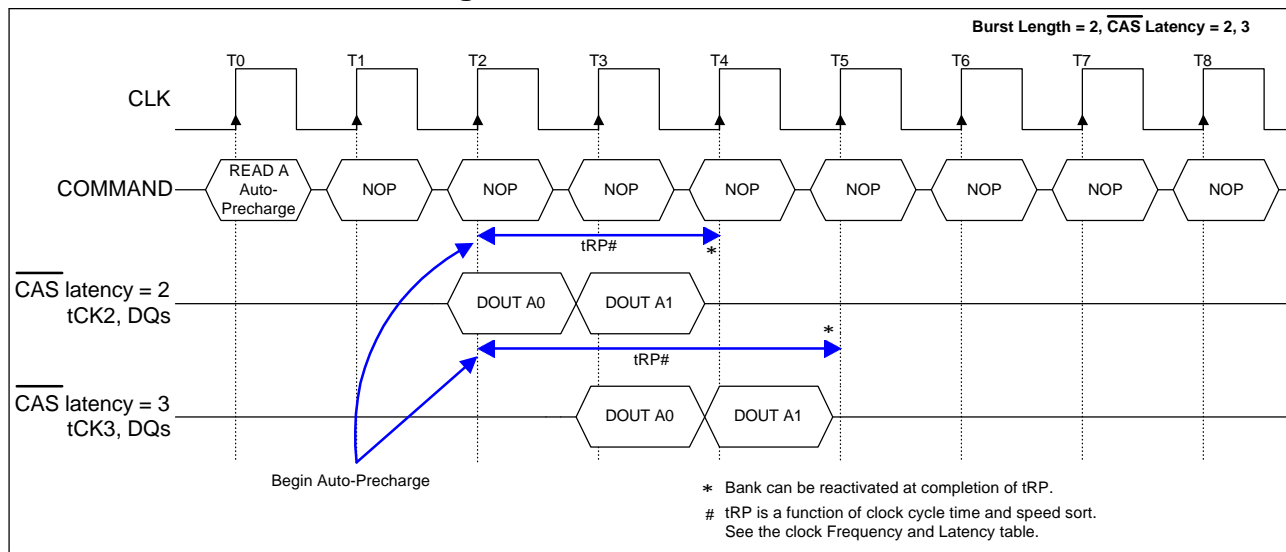 Burst Length = 2, CAS Latency = 2, 3
T0 T1 T2 T3 T4 T5 T6 T7 T8
CLK
COMMAND
READ A
Auto-
Precharge
NOP NOP NOP NOP NOP NOP NOP NOP
tRP#
*
CAS latency = 2
tCK2, DQs
DOUT A0 DOUT A1
*
tRP#
CAS latency = 3
tCK3, DQs
DOUT A0 DOUT A1
Begin Auto-Precharge
* Bank can be reactivated at completion of tRP.
# tRP is a function of clock cycle time and speed sort.
See the clock Frequency and Latency table.